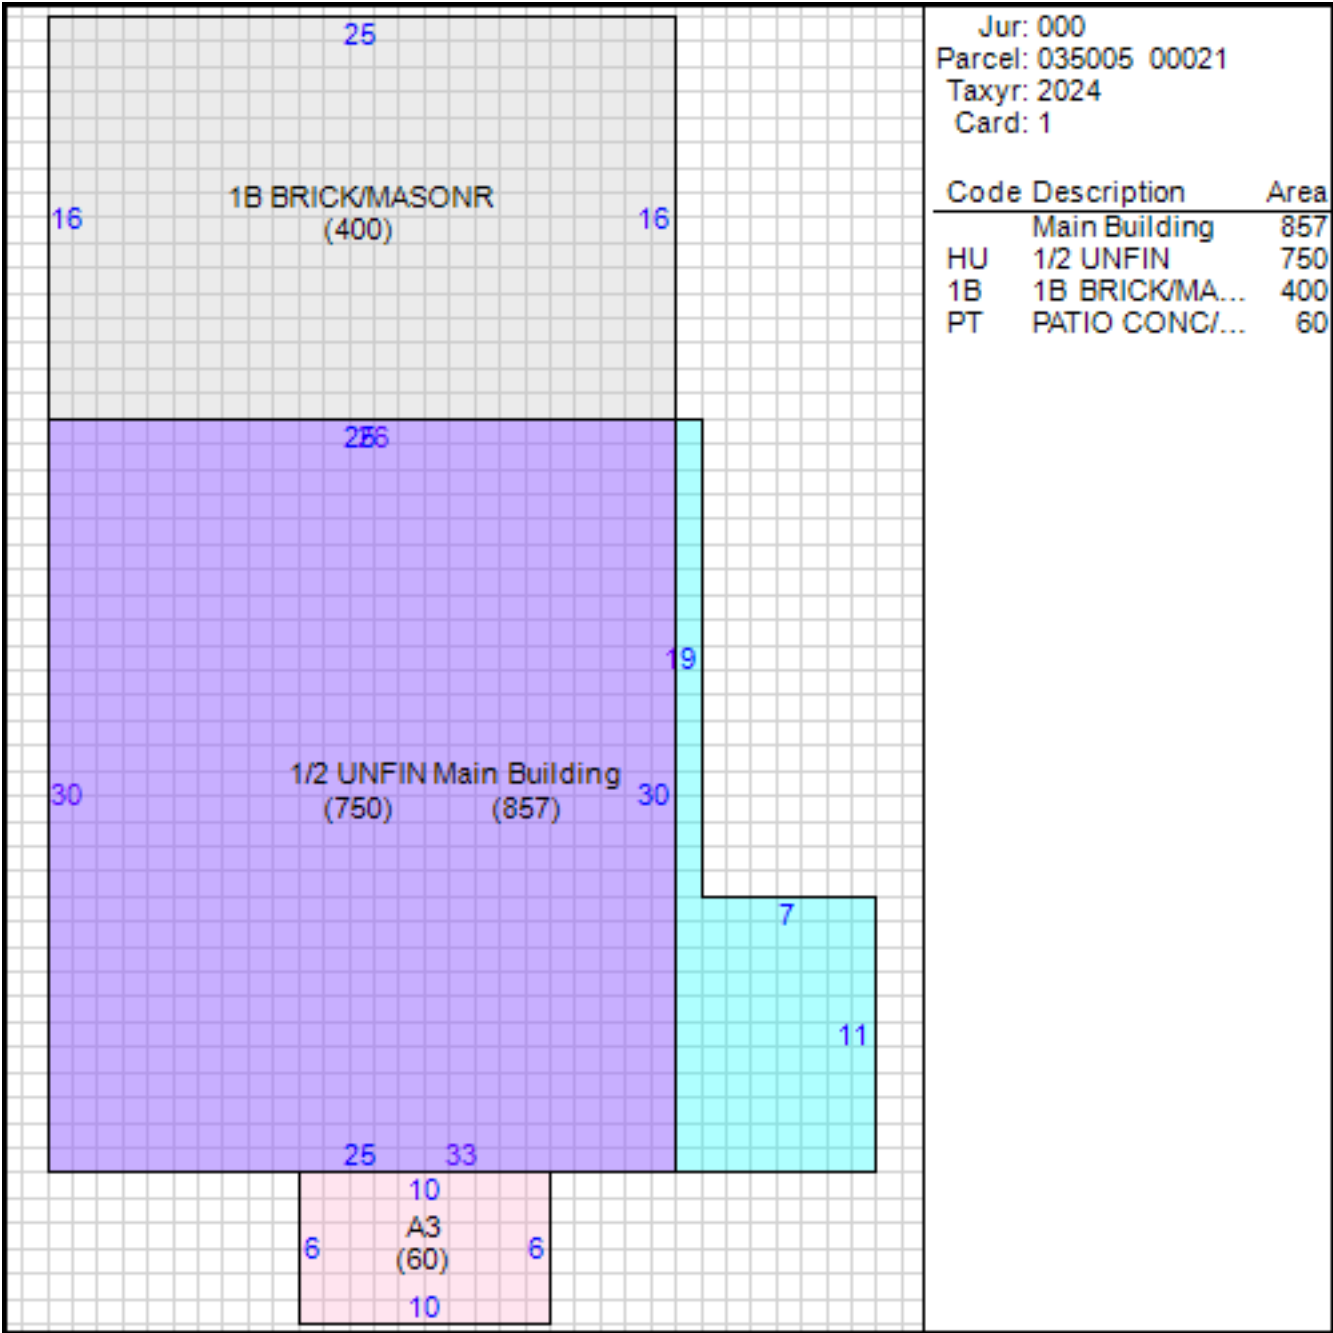 25
1B BRICK/MASONR
(400)
16
16
25
26
19
1/2 UNFIN
Main Building
(750)
(857)
30
30
7
11
25
33
10
A3
(60)
6
6
10
Jur: 000
Parcel: 035005 00021
Taxyr: 2024
Card: 1
Code Description Area
Main Building 857
HU 1/2 UNFIN 750
1B 1B BRICK/MA... 400
PT PATIO CONC/... 60